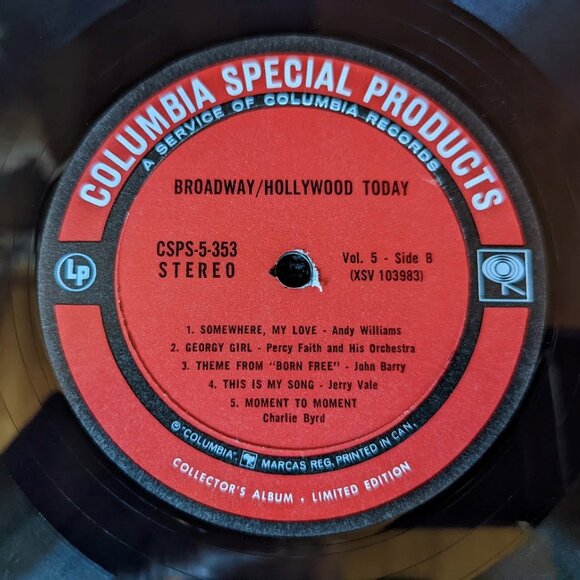 COLUMBIA SPECIAL PRODUCTS
A SERVICE OF COLUMBIA RECORDS
BROADWAY/HOLLYWOOD TODAY
CSPS-5-353
STEREO
Vol. 5 - Side B
(XSV 103983)
Lp
1. SOMEWHERE, MY LOVE - Andy Williams
2. GEORGY GIRL - Percy Faith and His Orchestra
3. THEME FROM "BORN FREE" - John Barry
4. THIS IS MY SONG - Jerry Vale
5. MOMENT TO MOMENT
Charlie Byrd
® "COLUMBIA", MARCAS REG. PRINTED IN CAN.
COLLECTOR'S ALBUM • LIMITED EDITION